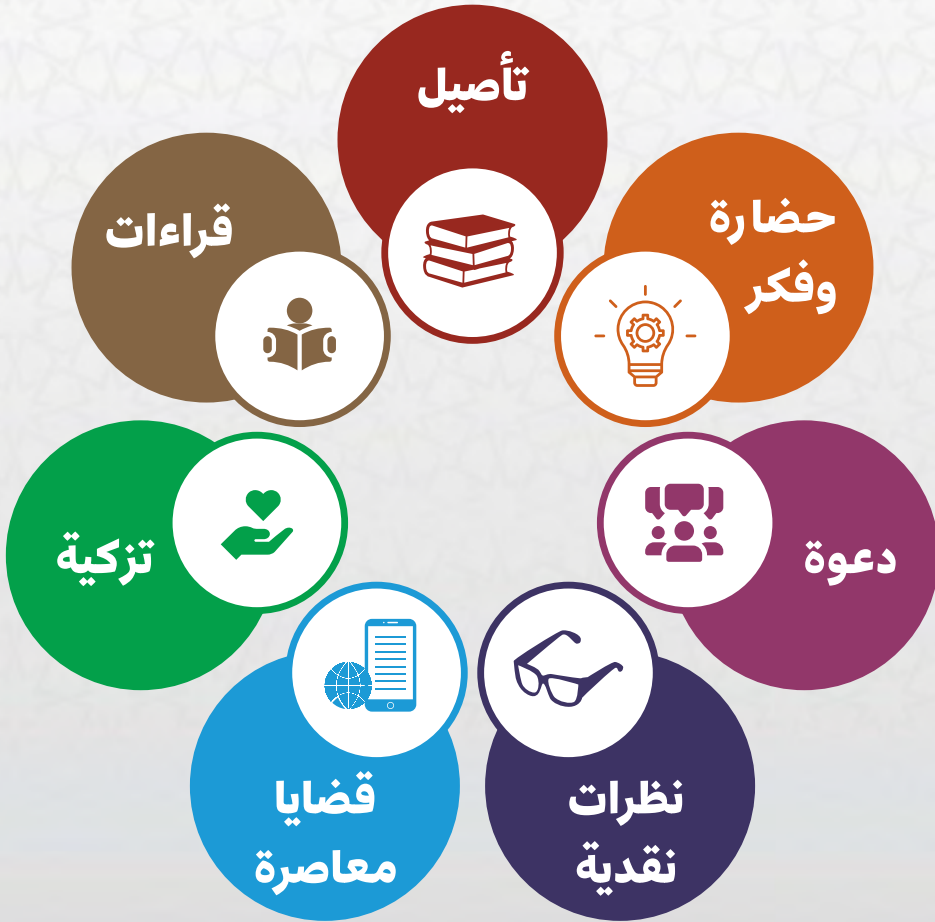 تأصيل
حضارة
وفكر
دعوة
نظرات
نقدية
قضايا
معاصرة
تزكية
قراءات